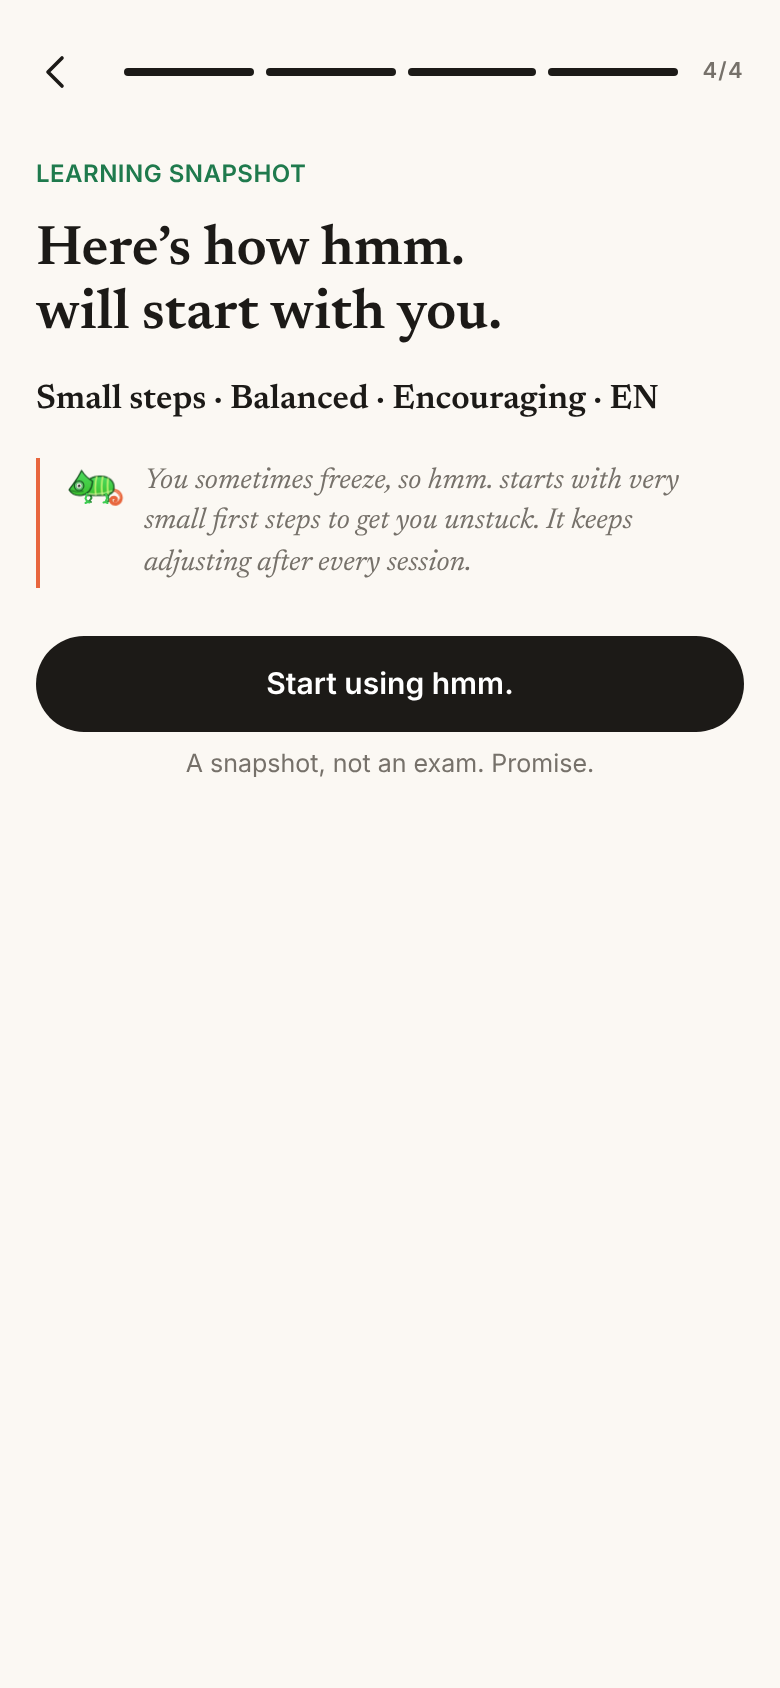 4/4
LEARNING SNAPSHOT
Here’s how hmm.
will start with you.
Small steps · Balanced · Encouraging · EN
You sometimes freeze, so hmm. starts with very
small first steps to get you unstuck. It keeps
adjusting after every session.
Start using hmm.
A snapshot, not an exam. Promise.